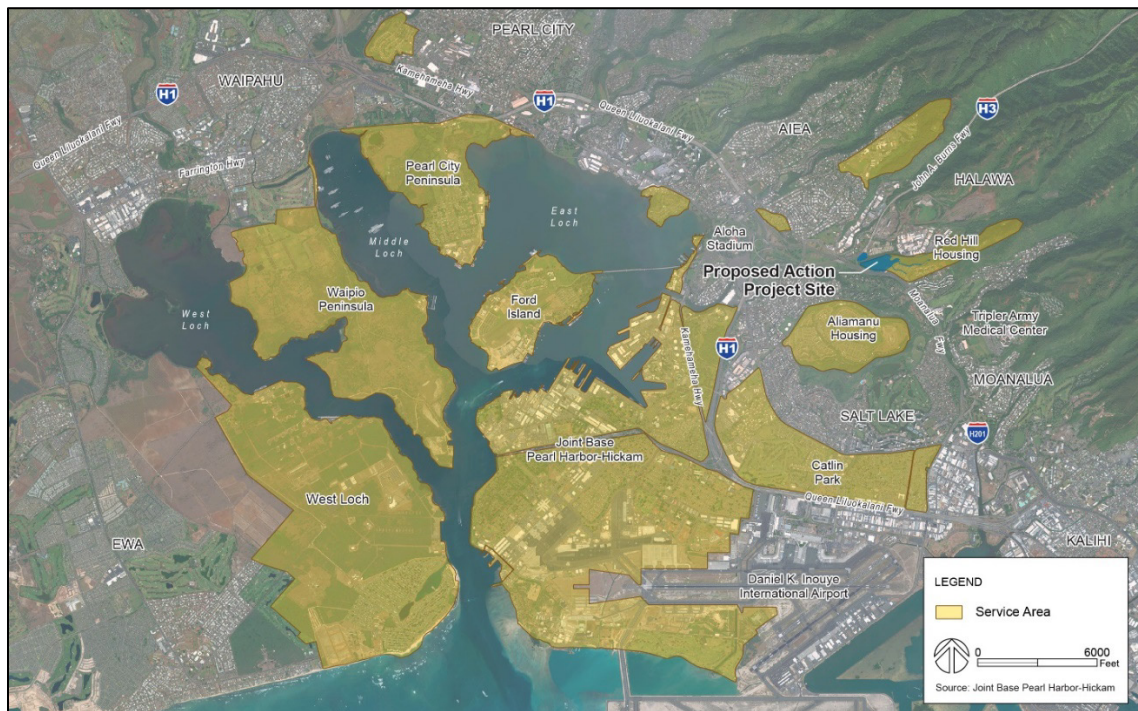 PEARL CITY
WAIPAHU
H1
Kamehameha Hwy
H1
Queen Liliuokalani Fwy
H3
AIEA
Queen Liliuokalani Fwy
Farrington Hwy
John A. Burns Fwy
HALAWA
Pearl City
Peninsula
East
Loch
Middle
Loch
Aloha
Stadium
Red Hill
Housing
Proposed Action
Project Site
Waipio
Peninsula
Ford
Island
West
Loch
Moanalua
Fwy
Tripler Army
Medical Center
Aliamanu
Housing
Kamehameha Hwy
H1
MOANALUA
SALT LAKE
H201
Joint Base
Pearl Harbor-Hickam
Catlin
Park
West Loch
Queen Liliuokalani Fwy
EWA
KALIHI
Daniel K. Inouye
International Airport
LEGEND
Service Area
0 6000
Feet
Source: Joint Base Pearl Harbor-Hickam